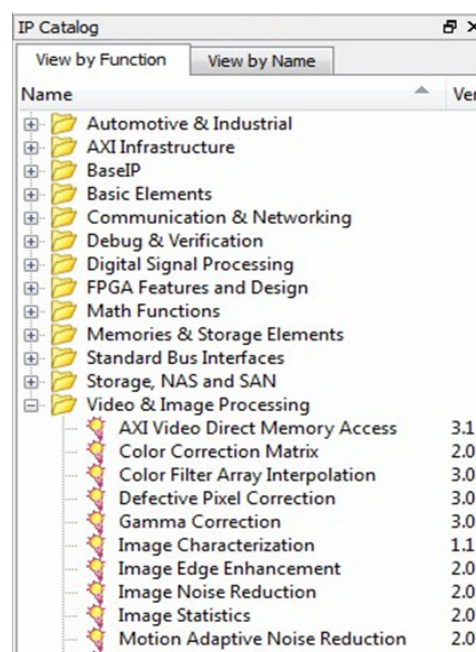 IP Catalog
View by Function View by Name
Name Ver
Automotive & Industrial
AXI Infrastructure
BaseIP
Basic Elements
Communication & Networking
Debug & Verification
Digital Signal Processing
FPGA Features and Design
Math Functions
Memories & Storage Elements
Standard Bus Interfaces
Storage, NAS and SAN
Video & Image Processing
AXI Video Direct Memory Access 3.1
Color Correction Matrix 2.0
Color Filter Array Interpolation 3.0
Defective Pixel Correction 3.0
Gamma Correction 3.0
Image Characterization 1.1
Image Edge Enhancement 2.0
Image Noise Reduction 2.0
Image Statistics 2.0
Motion Adaptive Noise Reduction 2.0